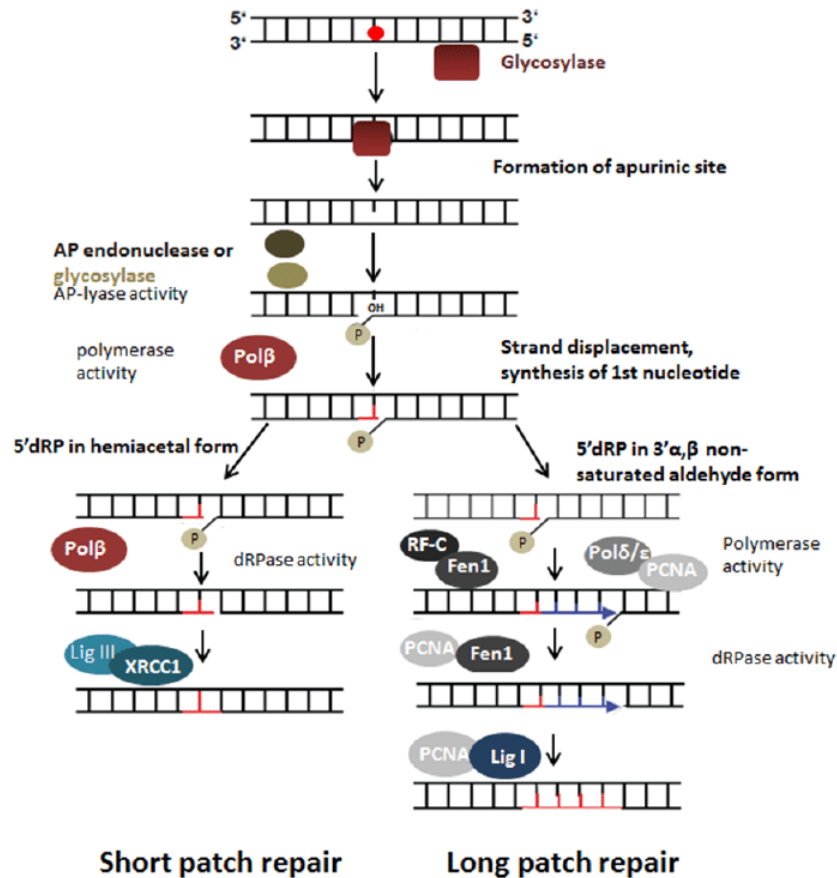 5‘ 3‘
3‘ 5‘
Glycosylase
Formation of apurinic site
AP endonuclease or
glycosylase
AP-lyase activity
OH
P
polymerase
activity
Polβ
Strand displacement,
synthesis of 1st nucleotide
P
5'dRP in hemiacetal form
5'dRP in 3'α,β non-
saturated aldehyde form
P
Polβ
dRPase activity
Lig III
XRCC1
P
RF-C
Fen1
Polδ/ε
PCNA
Polymerase
activity
P
PCNA
Fen1
dRPase activity
PCNA
Lig I
Short patch repair
Long patch repair